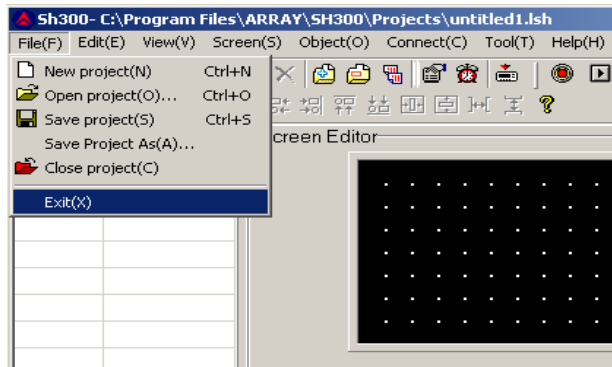 Sh300- C:\Program Files\ARRAY\SH300\Projects\untitled1.lsh
File(F) Edit(E) View(V) Screen(S) Object(O) Connect(C) Tool(T) Help(H)
New project(N) Ctrl+N
Open project(O)... Ctrl+O
Save project(S) Ctrl+S
Save Project As(A)...
Close project(C)
Exit(X)
creen Editor